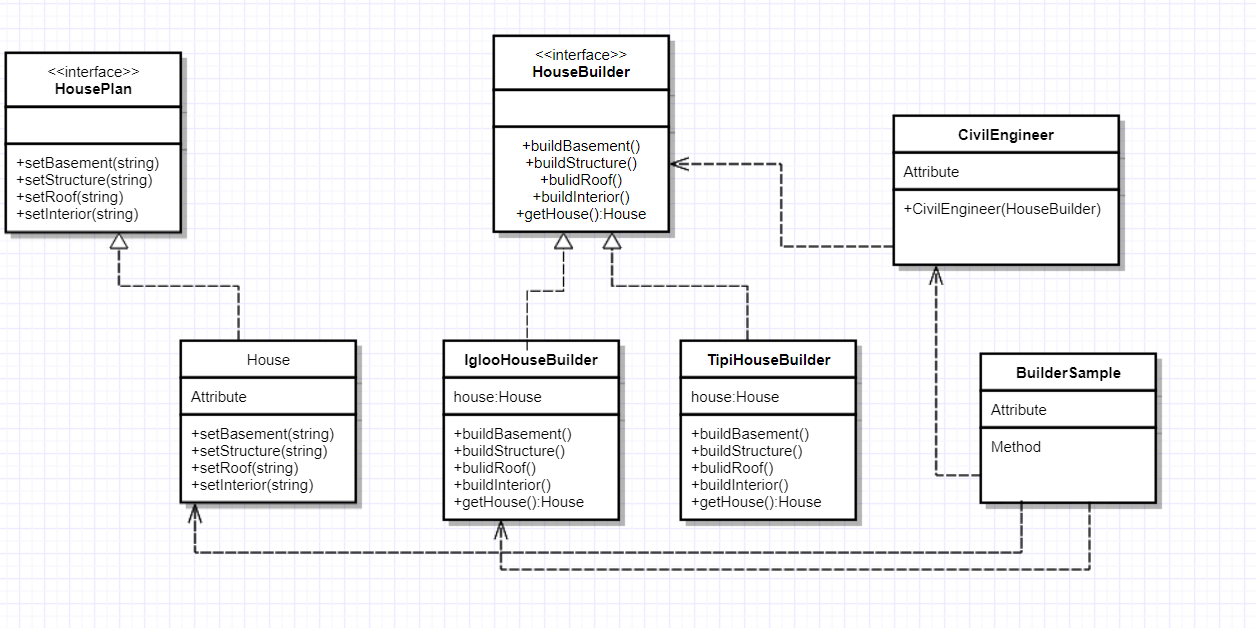 <<interface>>
HousePlan
+setBasement(string)
+setStructure(string)
+setRoof(string)
+setInterior(string)
<<interface>>
HouseBuilder
+buildBasement()
+buildStructure()
+bulidRoof()
+buildInterior()
+getHouse():House
CivilEngineer
Attribute
+CivilEngineer(HouseBuilder)
House
Attribute
+setBasement(string)
+setStructure(string)
+setRoof(string)
+setInterior(string)
IglooHouseBuilder
house:House
+buildBasement()
+buildStructure()
+bulidRoof()
+buildInterior()
+getHouse():House
TipiHouseBuilder
house:House
+buildBasement()
+buildStructure()
+bulidRoof()
+buildInterior()
+getHouse():House
BuilderSample
Attribute
Method